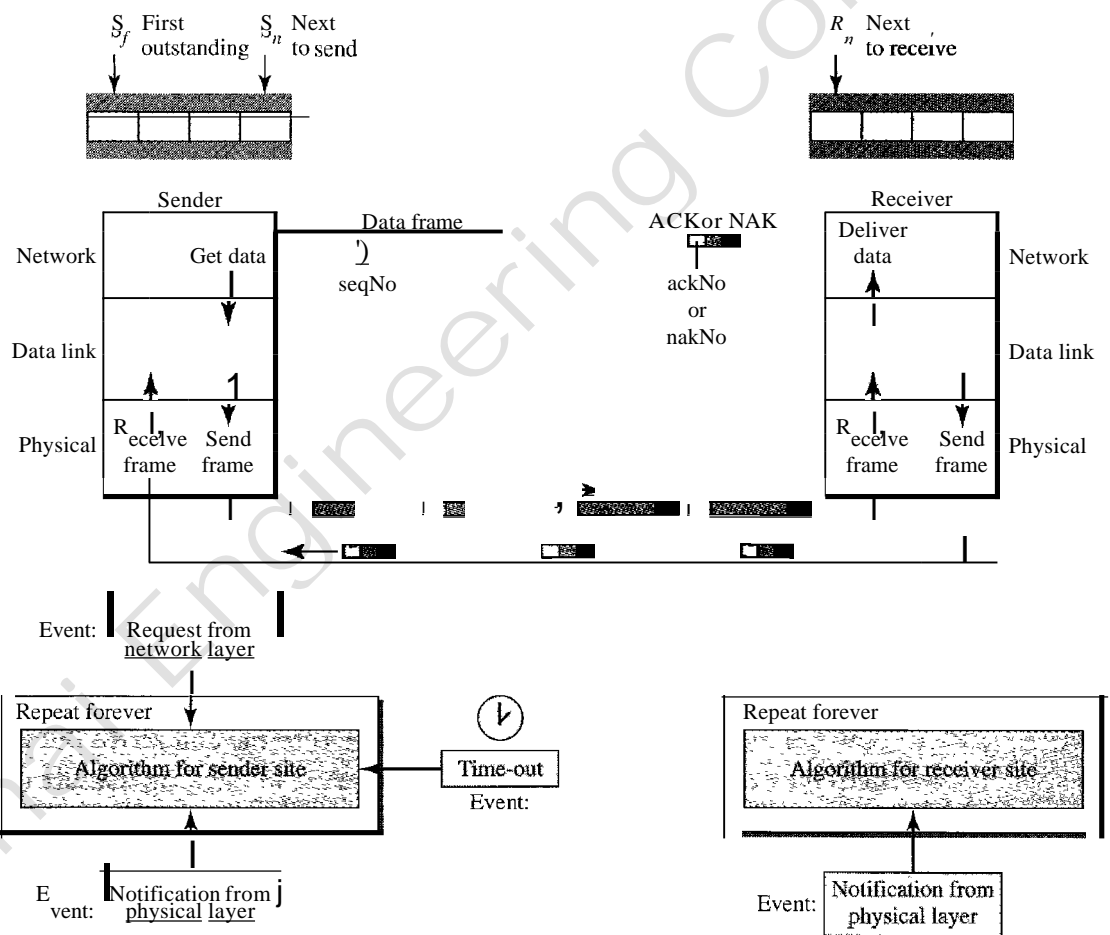 S_f First outstanding
S_n Next to send
R_n Next to receive
Sender
Receiver
Network
Get data
Data frame
seqNo
ACKor NAK
ackNo
or
nakNo
Deliver
data
Network
Data link
Data link
Physical
Receive
frame
Send
frame
Receive
frame
Send
frame
Physical
Event:
Request from
network layer
Repeat forever
Algorithm for sender site
Time-out
Event:
Repeat forever
Algorithm for receiver site
Event:
Notification from
physical layer
Event:
Notification from
physical layer
Engineering